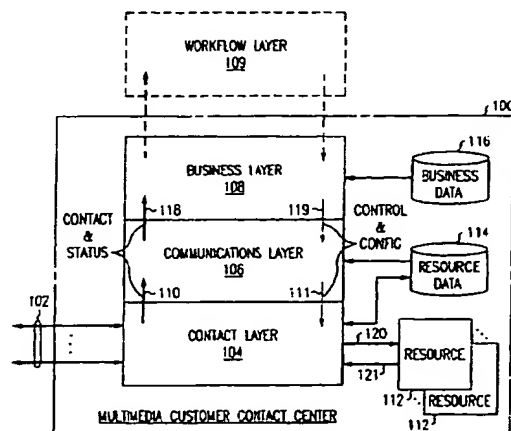 WORKFLOW LAYER
109
100
116
BUSINESS LAYER
108
BUSINESS
DATA
CONTACT
&
STATUS
118
119
CONTROL
&
CONFIG
114
COMMUNICATIONS LAYER
106
RESOURCE
DATA
110
111
102
CONTACT LAYER
104
120
121
RESOURCE
112
RESOURCE
112
MULTIMEDIA CUSTOMER CONTACT CENTER